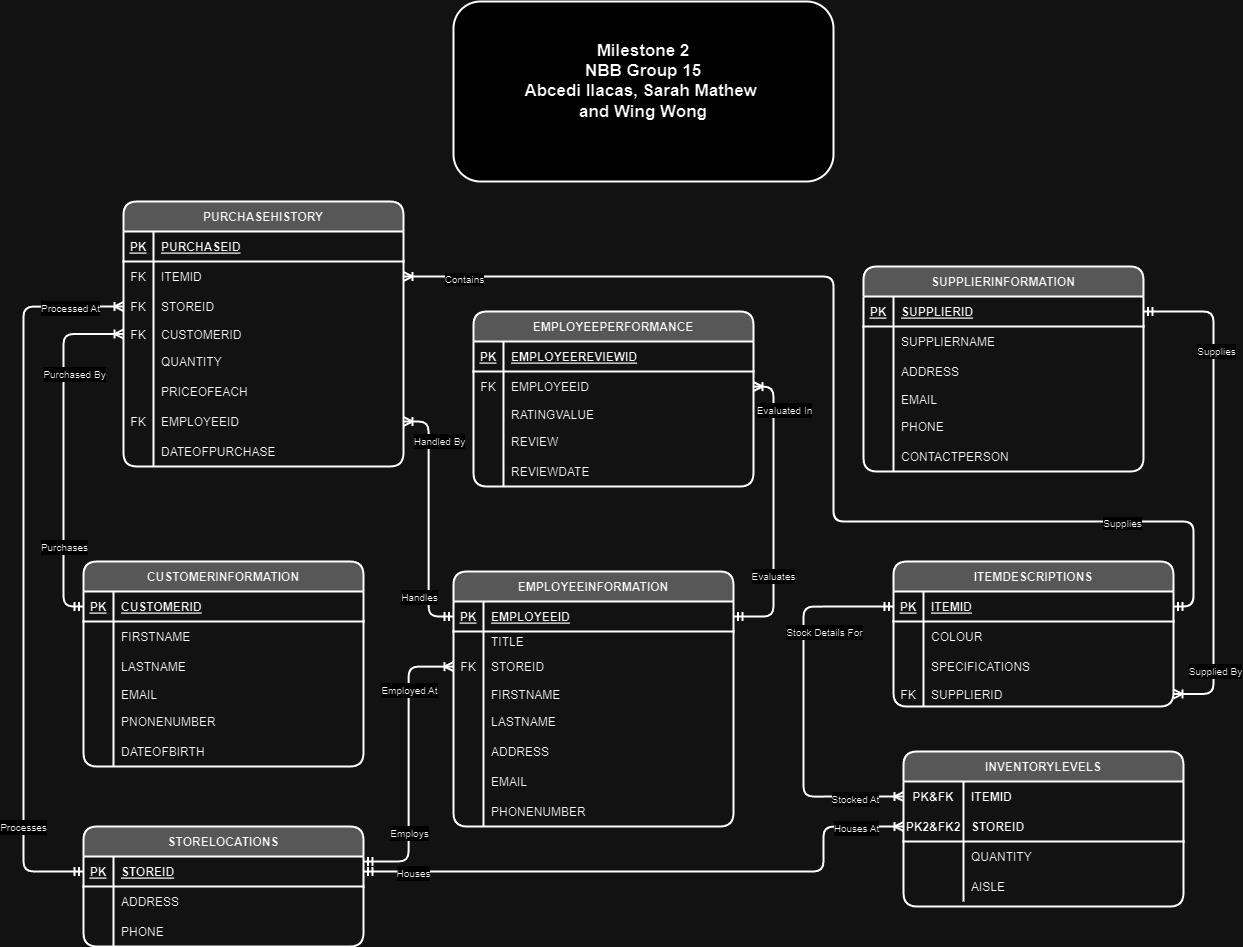 Milestone 2
NBB Group 15
Abcedi Ilacas, Sarah Mathew
and Wing Wong
PURCHASEHISTORY
PK PURCHASEID
FK ITEMID
FK STOREID
FK CUSTOMERID
QUANTITY
PRICEOFEACH
FK EMPLOYEEID
DATEOFPURCHASE
Contains
Processed At
Purchased By
Handled By
EMPLOYEEPERFORMANCE
PK EMPLOYEEREVIEWID
FK EMPLOYEEID
RATINGVALUE
REVIEW
REVIEWDATE
Evaluated In
SUPPLIERINFORMATION
PK SUPPLIERID
SUPPLIERNAME
ADDRESS
EMAIL
PHONE
CONTACTPERSON
Supplies
Supplies
Purchases
Handles
Evaluates
CUSTOMERINFORMATION
PK CUSTOMERID
FIRSTNAME
LASTNAME
EMAIL
PNONENUMBER
DATEOFBIRTH
EMPLOYEEINFORMATION
PK EMPLOYEEID
TITLE
FK STOREID
FIRSTNAME
LASTNAME
ADDRESS
EMAIL
PHONENUMBER
Employed At
ITEMDESCRIPTIONS
PK ITEMID
COLOUR
SPECIFICATIONS
FK SUPPLIERID
Stock Details For
Supplied By
INVENTORYLEVELS
PK&FK ITEMID
PK2&FK2 STOREID
QUANTITY
AISLE
Stocked At
Houses At
Processes
Employs
Houses
STORELOCATIONS
PK STOREID
ADDRESS
PHONE